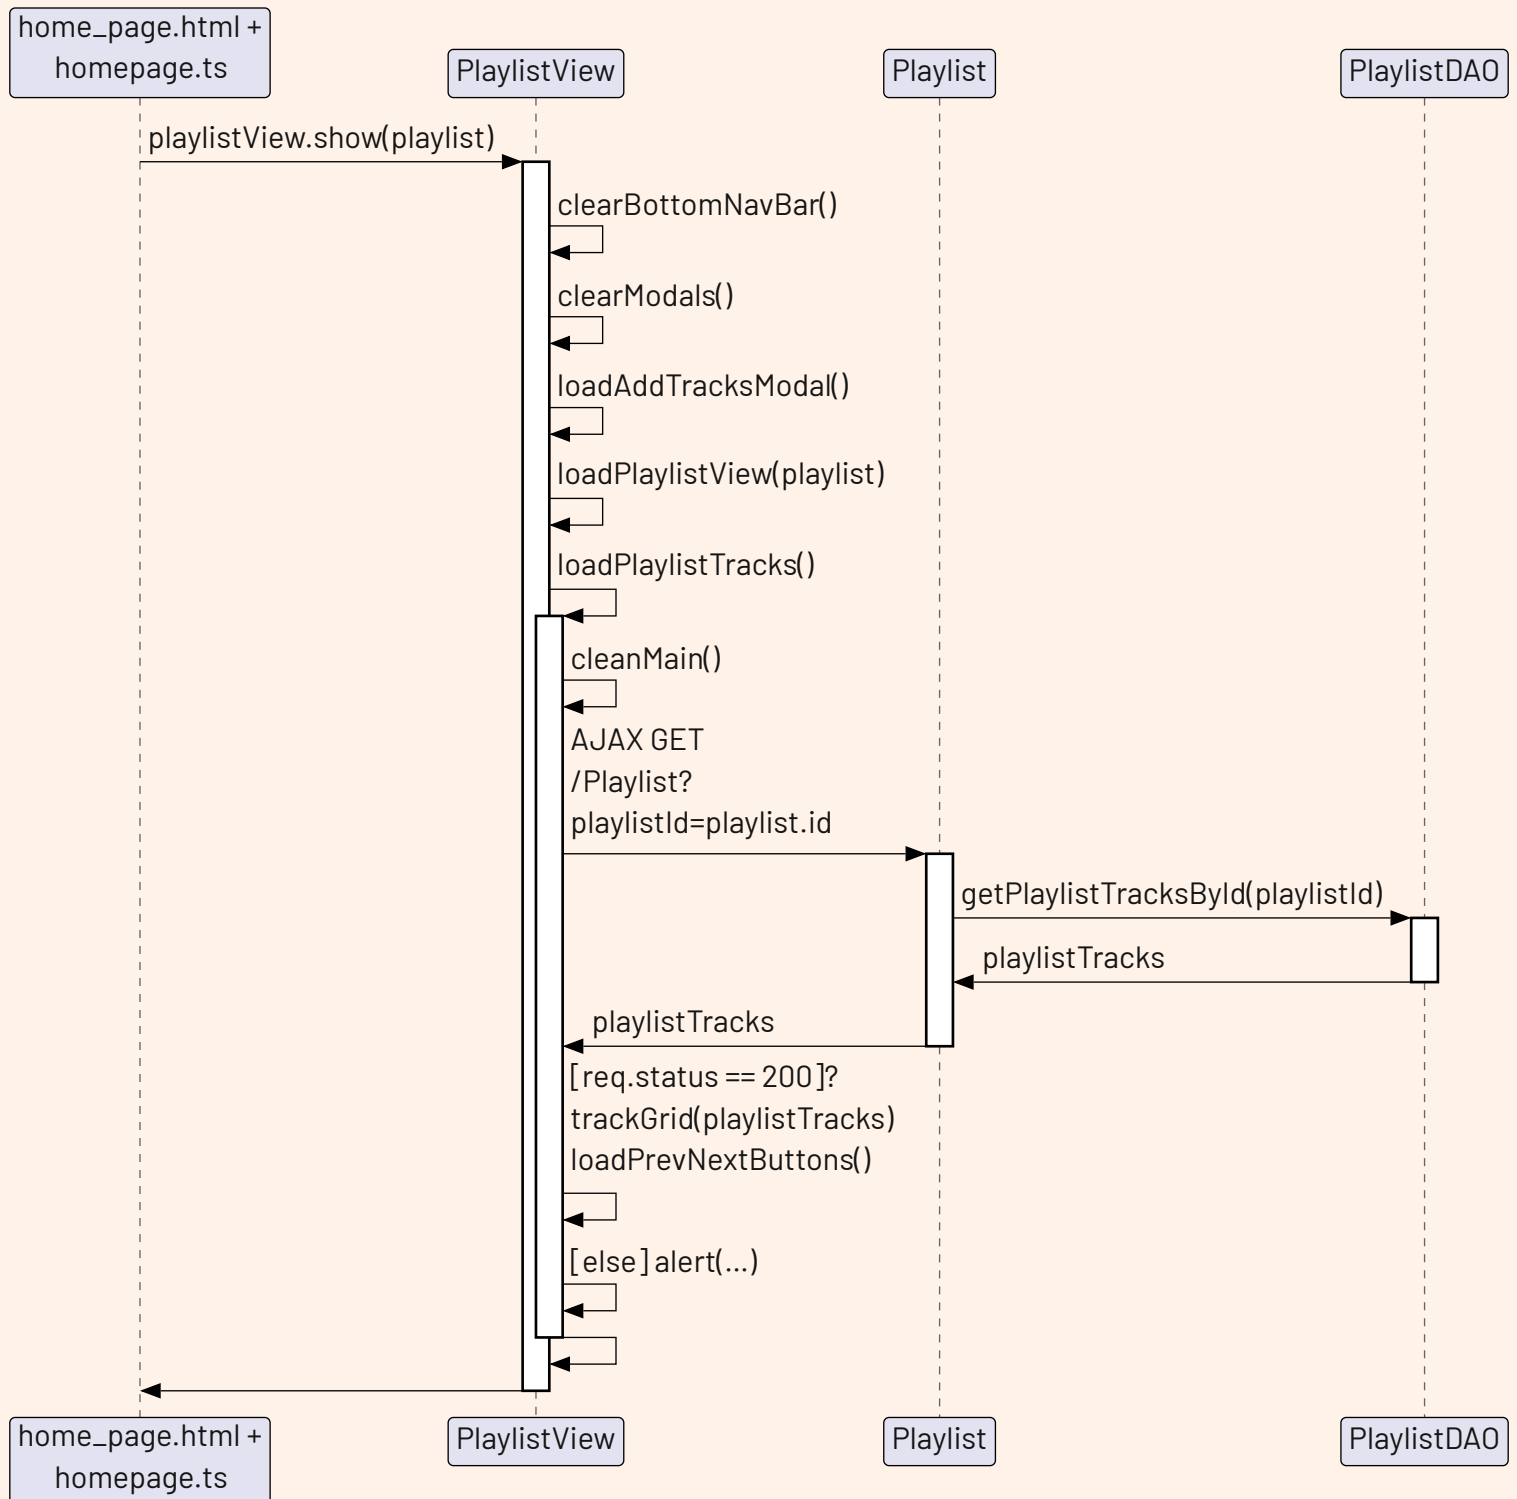 home_page.html +
homepage.ts
PlaylistView
Playlist
PlaylistDAO
playlistView.show(playlist)
clearBottomNavBar()
clearModals()
loadAddTracksModal()
loadPlaylistView(playlist)
loadPlaylistTracks()
cleanMain()
AJAX GET
/Playlist?
playlistId=playlist.id
getPlaylistTracksById(playlistId)
playlistTracks
playlistTracks
[req.status == 200]?
trackGrid(playlistTracks)
loadPrevNextButtons()
[else] alert(...)
home_page.html +
homepage.ts
PlaylistView
Playlist
PlaylistDAO